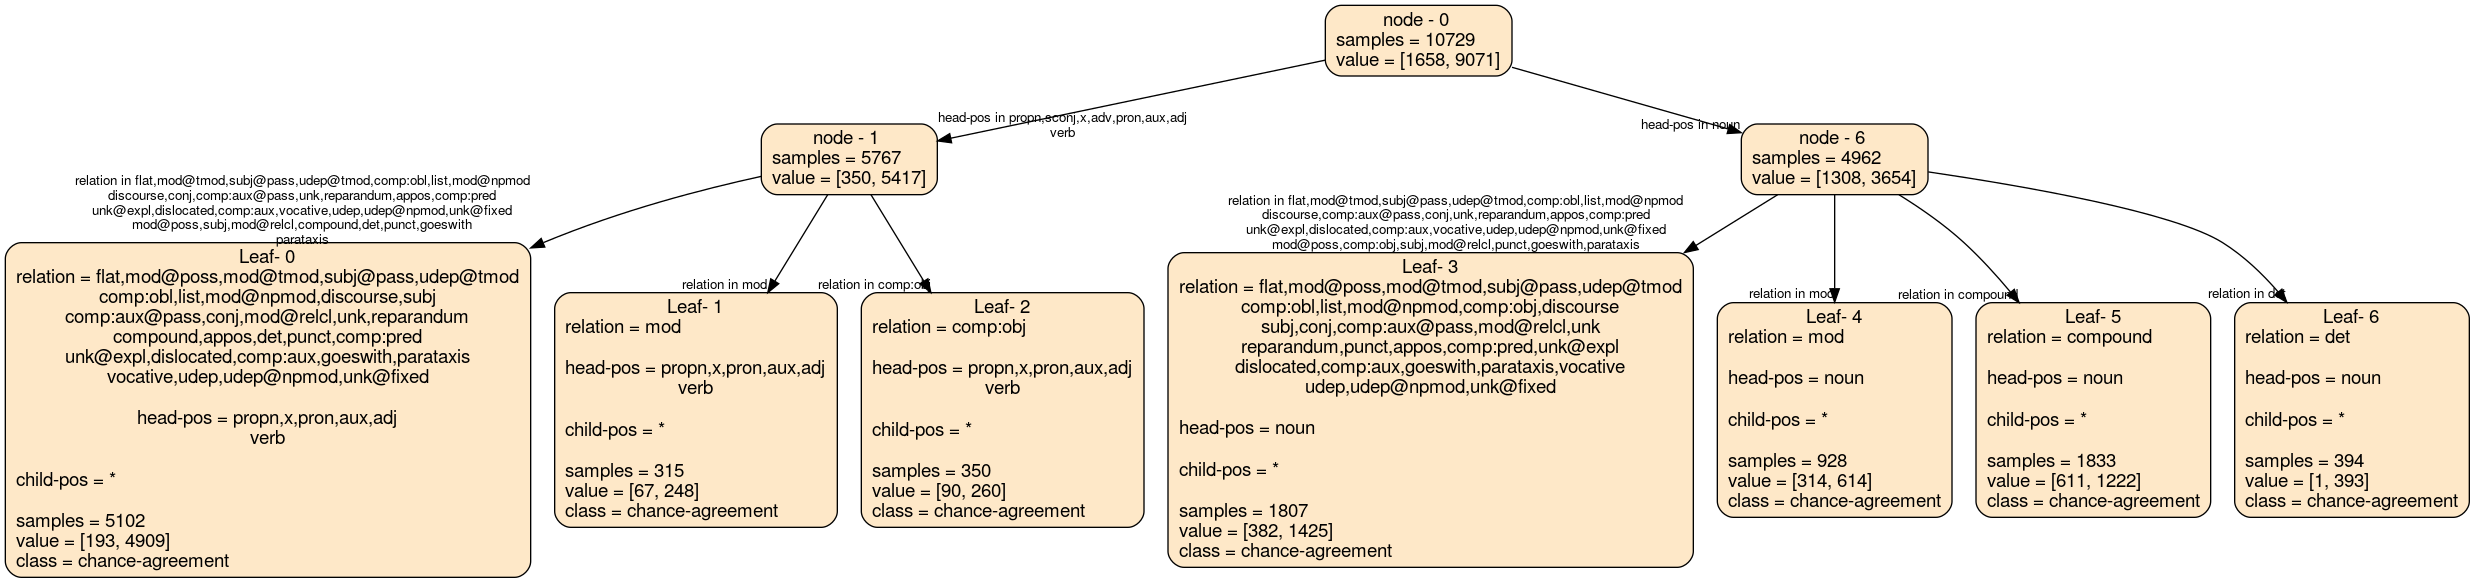 node - 0
samples = 10729
value = [1658, 9071]
head-pos in propn,sconj,x,adv,pron,aux,adj
verb
head-pos in noun
node - 1
samples = 5767
value = [350, 5417]
node - 6
samples = 4962
value = [1308, 3654]
relation in flat,mod@tmod,subj@pass,udep@tmod,comp:obl,list,mod@npmod
discourse,conj,comp:aux@pass,unk,reparandum,appos,comp:pred
unk@expl,dislocated,comp:aux,vocative,udep,udep@npmod,unk@fixed
mod@poss,subj,mod@relcl,compound,det,punct,goeswith
parataxis
relation in mod
relation in comp:obj
relation in flat,mod@tmod,subj@pass,udep@tmod,comp:obl,list,mod@npmod
discourse,comp:aux@pass,conj,unk,reparandum,appos,comp:pred
unk@expl,dislocated,comp:aux,vocative,udep,udep@npmod,unk@fixed
mod@poss,comp:obj,subj,mod@relcl,punct,goeswith,parataxis
relation in mod
relation in compound
relation in det
Leaf- 0
relation = flat,mod@poss,mod@tmod,subj@pass,udep@tmod
comp:obl,list,mod@npmod,discourse,subj
comp:aux@pass,conj,mod@relcl,unk,reparandum
compound,appos,det,punct,comp:pred
unk@expl,dislocated,comp:aux,goeswith,parataxis
vocative,udep,udep@npmod,unk@fixed
head-pos = propn,x,pron,aux,adj
verb
child-pos = *
samples = 5102
value = [193, 4909]
class = chance-agreement
Leaf- 1
relation = mod
head-pos = propn,x,pron,aux,adj
verb
child-pos = *
samples = 315
value = [67, 248]
class = chance-agreement
Leaf- 2
relation = comp:obj
head-pos = propn,x,pron,aux,adj
verb
child-pos = *
samples = 350
value = [90, 260]
class = chance-agreement
Leaf- 3
relation = flat,mod@poss,mod@tmod,subj@pass,udep@tmod
comp:obl,list,mod@npmod,comp:obj,discourse
subj,conj,comp:aux@pass,mod@relcl,unk
reparandum,punct,appos,comp:pred,unk@expl
dislocated,comp:aux,goeswith,parataxis,vocative
udep,udep@npmod,unk@fixed
head-pos = noun
child-pos = *
samples = 1807
value = [382, 1425]
class = chance-agreement
Leaf- 4
relation = mod
head-pos = noun
child-pos = *
samples = 928
value = [314, 614]
class = chance-agreement
Leaf- 5
relation = compound
head-pos = noun
child-pos = *
samples = 1833
value = [611, 1222]
class = chance-agreement
Leaf- 6
relation = det
head-pos = noun
child-pos = *
samples = 394
value = [1, 393]
class = chance-agreement